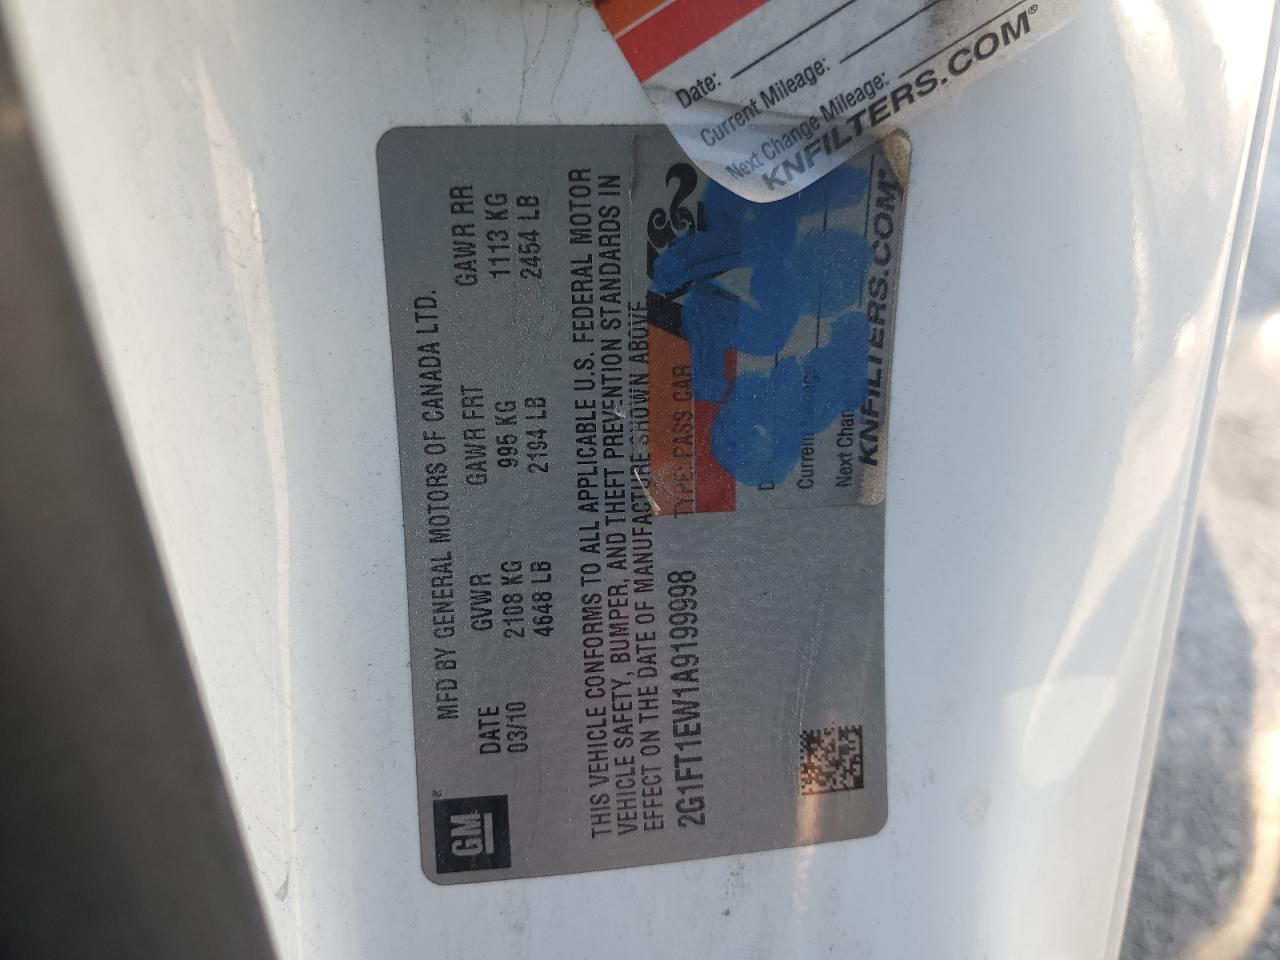 GM
MFD BY GENERAL MOTORS OF CANADA LTD.
DATE GVWR GAWR FRT GAWR RR
03/10 2108 KG 995 KG 1113 KG
4648 LB 2194 LB 2454 LB
THIS VEHICLE CONFORMS TO ALL APPLICABLE U.S. FEDERAL MOTOR
VEHICLE SAFETY, BUMPER, AND THEFT PREVENTION STANDARDS IN
EFFECT ON THE DATE OF MANUFACTURE SHOWN ABOVE
2G1FT1EW1A9199998 TYPE: PASS CAR
Next
KNFILTERS.COM®
Date:
Current Mileage:
Next Change Mileage:
KNFILTERS.COM®